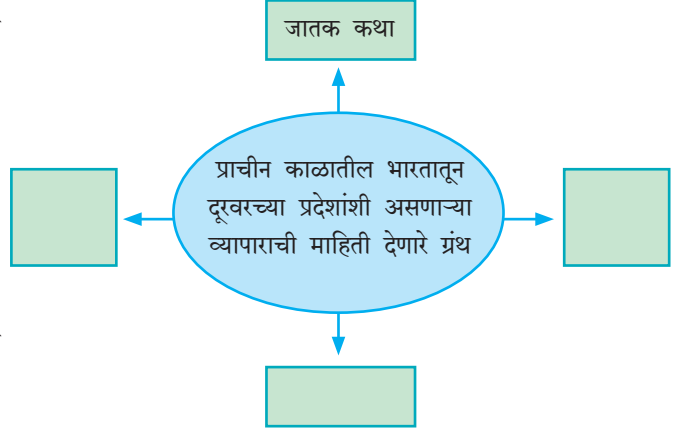 जातक कथा
प्राचीन काळातील भारतातून
दूरवरच्या प्रदेशांशी असणाऱ्या
व्यापाराची माहिती देणारे ग्रंथ